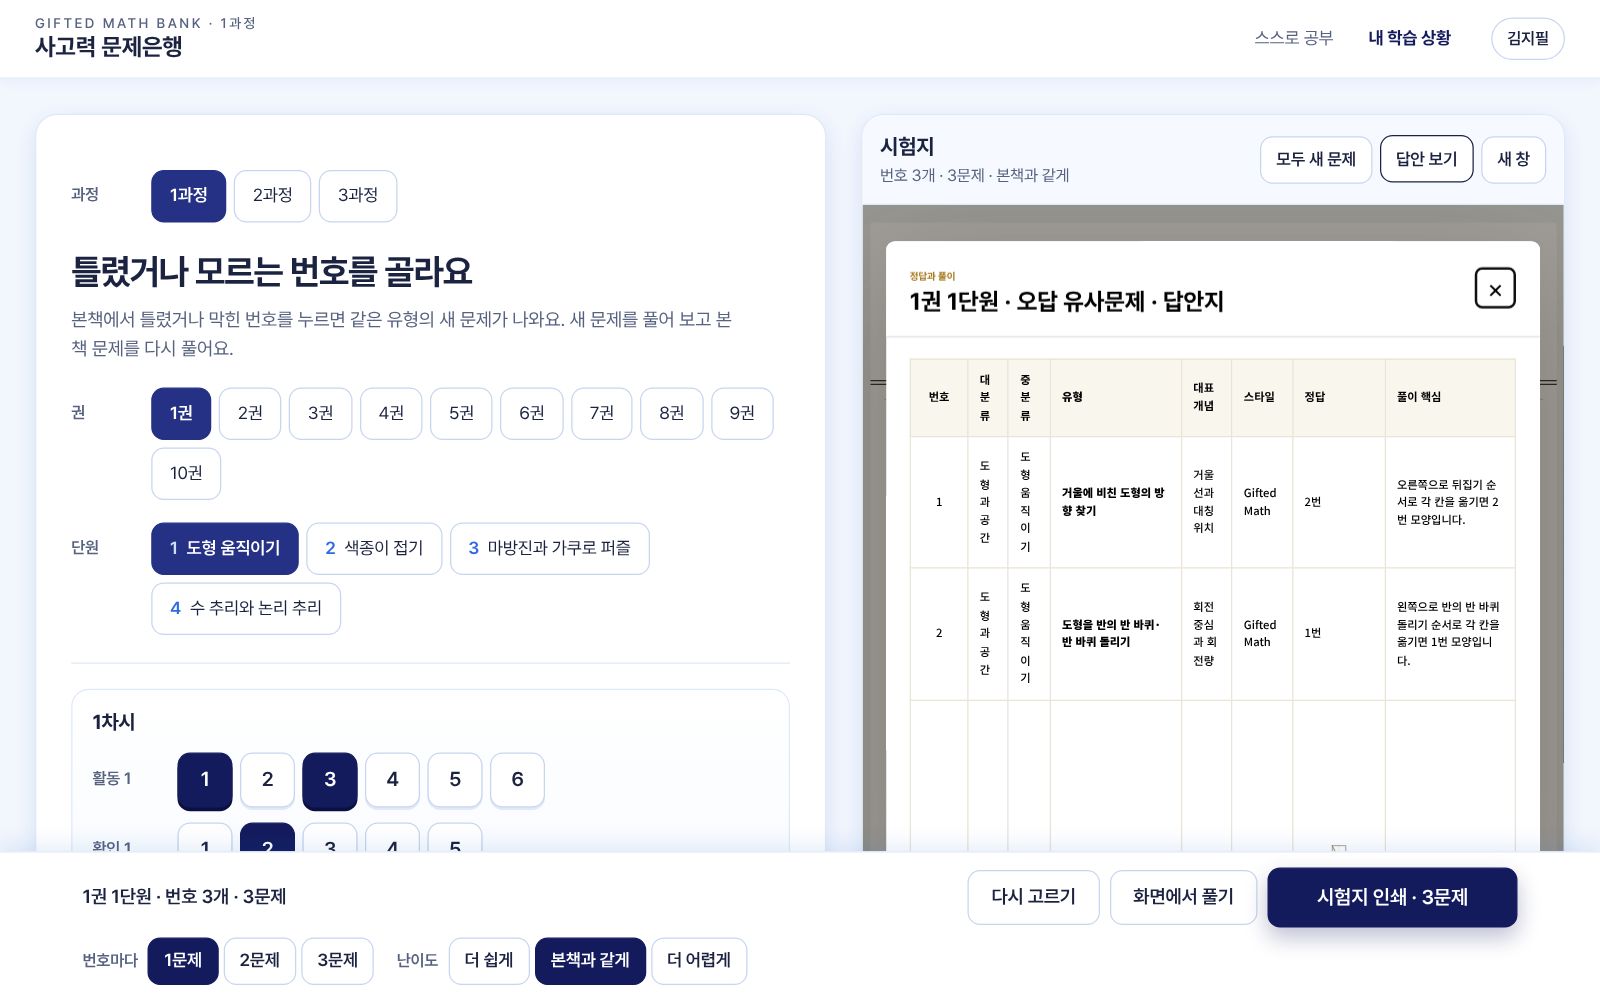 GIFTED MATH BANK · 1과정
사고력 문제은행
스스로 공부
내 학습 상황
김지필
과정
1과정
2과정
3과정
틀렸거나 모르는 번호를 골라요
본책에서 틀렸거나 막힌 번호를 누르면 같은 유형의 새 문제가 나와요. 새 문제를 풀어 보고 본
책 문제를 다시 풀어요.
권
1권
2권
3권
4권
5권
6권
7권
8권
9권
10권
단원
1 도형 움직이기
2 색종이 접기
3 마방진과 가쿠로 퍼즐
4 수 추리와 논리 추리
1차시
활동 1
1
2
3
4
5
6
확인 1
1
2
3
4
5
시험지
번호 3개 · 3문제 · 본책과 같게
모두 새 문제
답안 보기
새 창
정답과 풀이
1권 1단원 · 오답 유사문제 · 답안지
×
번호
대
분
류
중
분
류
유형
대표
개념
스타일
정답
풀이 핵심
1
도
형
과
공
간
도
형
움
직
이
기
거울에 비친 도형의 방
향 찾기
거울
선과
대칭
위치
Gifted
Math
2번
오른쪽으로 뒤집기 순
서로 각 칸을 옮기면 2
번 모양입니다.
2
도
형
과
공
간
도
형
움
직
이
기
도형을 반의 반 바퀴·
반 바퀴 돌리기
회전
중심
과 회
전량
Gifted
Math
1번
왼쪽으로 반의 반 바퀴
돌리기 순서로 각 칸을
옮기면 1번 모양입니
다.
1권 1단원 · 번호 3개 · 3문제
다시 고르기
화면에서 풀기
시험지 인쇄 · 3문제
번호마다
1문제
2문제
3문제
난이도
더 쉽게
본책과 같게
더 어렵게